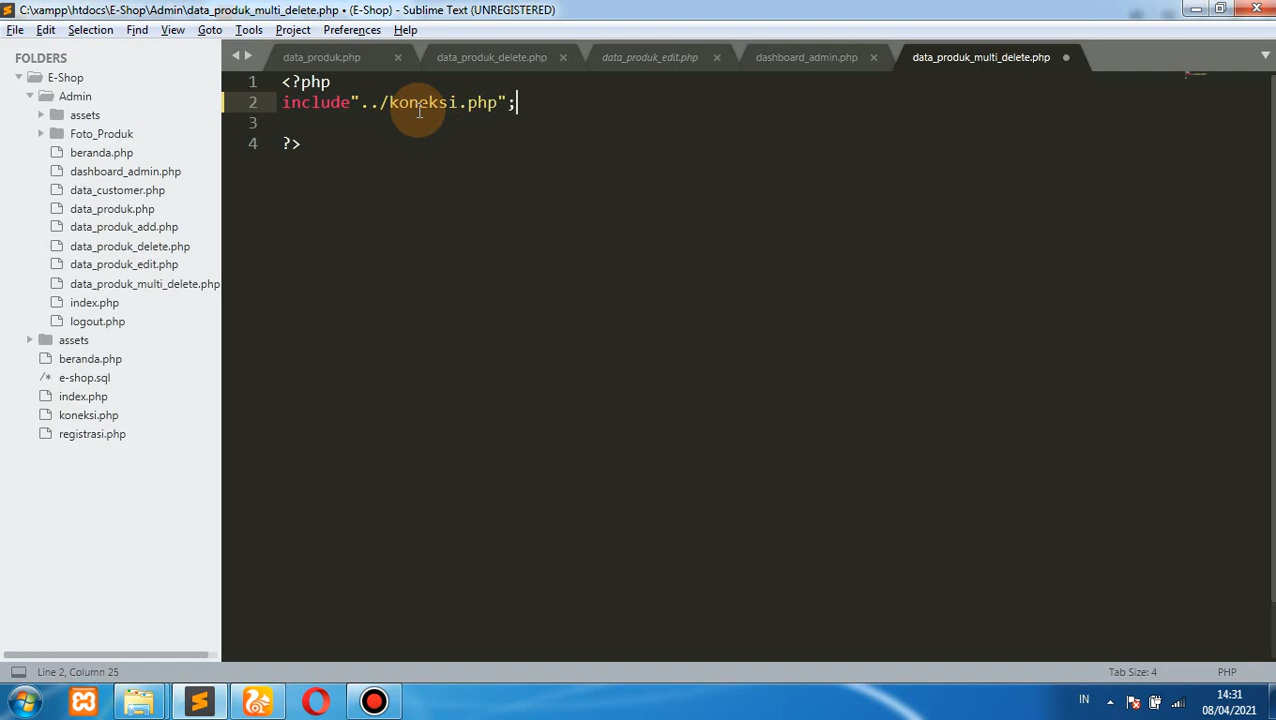 C:\xampp\htdocs\E-Shop\Admin\data_produk_multi_delete.php • (E-Shop) - Sublime Text (UNREGISTERED)
File Edit Selection Find View Goto Tools Project Preferences Help
FOLDERS
E-Shop
Admin
assets
Foto_Produk
beranda.php
dashboard_admin.php
data_customer.php
data_produk.php
data_produk_add.php
data_produk_delete.php
data_produk_edit.php
data_produk_multi_delete.php
index.php
logout.php
assets
beranda.php
/* e-shop.sql
index.php
koneksi.php
registrasi.php
data_produk.php data_produk_delete.php data_produk_edit.php dashboard_admin.php data_produk_multi_delete.php
1 <?php
2 include"../koneksi.php";
3
4 ?>
Line 2, Column 25 Tab Size: 4 PHP
IN 14:31
08/04/2021